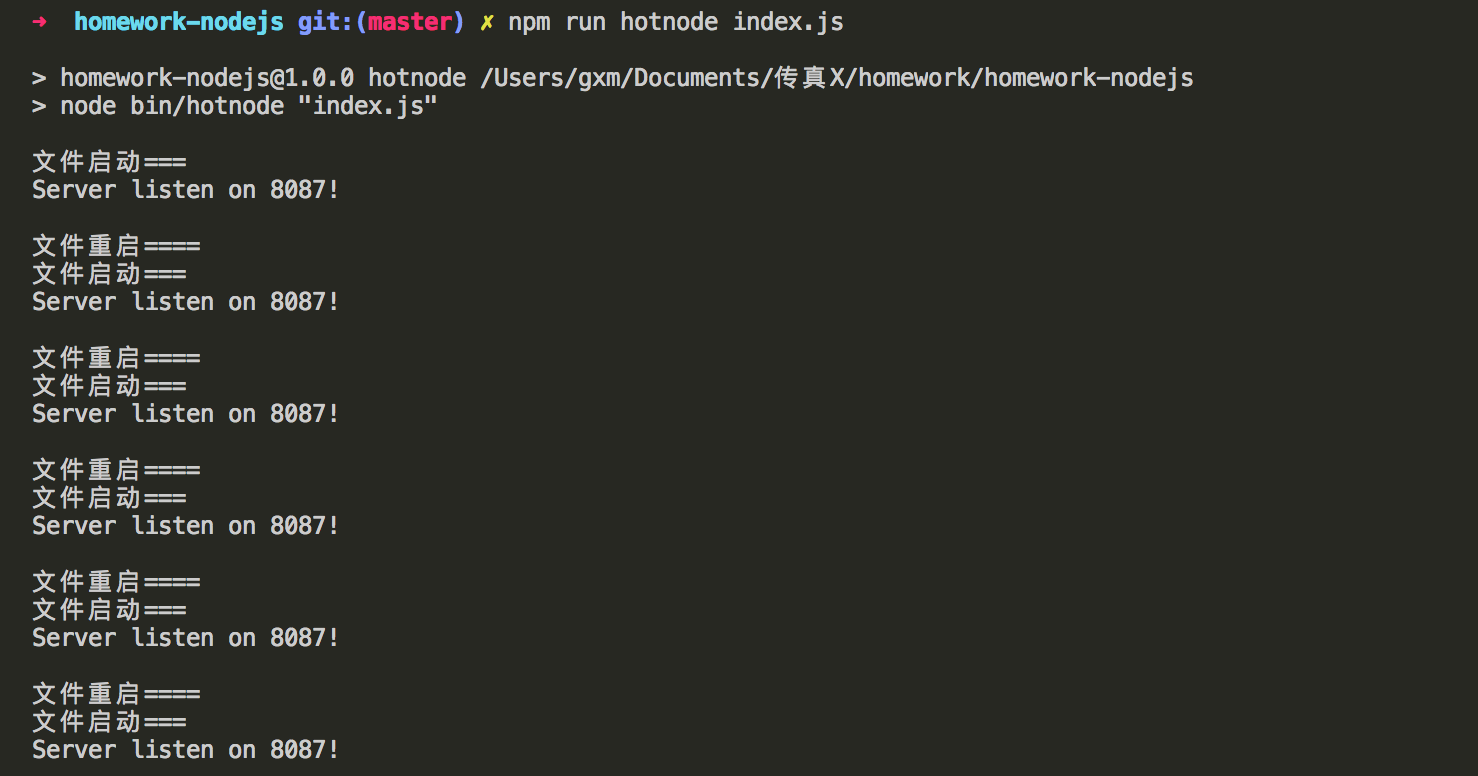 ➜ homework-nodejs git:(master) ✗ npm run hotnode index.js
> homework-nodejs@1.0.0 hotnode /Users/gxm/Documents/传真X/homework/homework-nodejs
> node bin/hotnode "index.js"
文件启动===
Server listen on 8087!
文件重启====
文件启动===
Server listen on 8087!
文件重启====
文件启动===
Server listen on 8087!
文件重启====
文件启动===
Server listen on 8087!
文件重启====
文件启动===
Server listen on 8087!
文件重启====
文件启动===
Server listen on 8087!